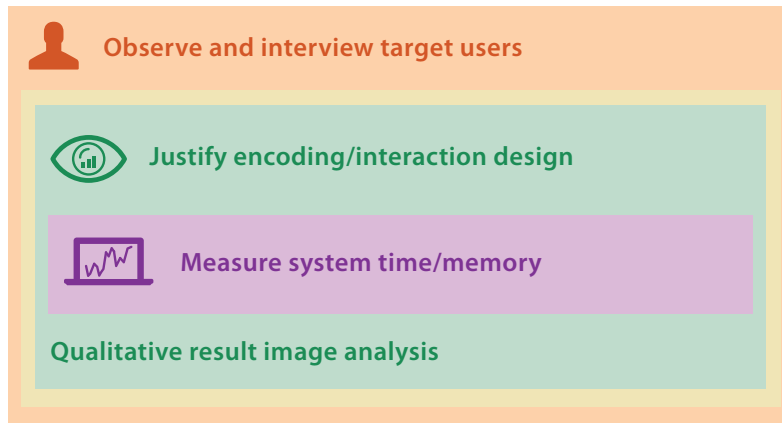 Observe and interview target users
Justify encoding/interaction design
Measure system time/memory
Qualitative result image analysis